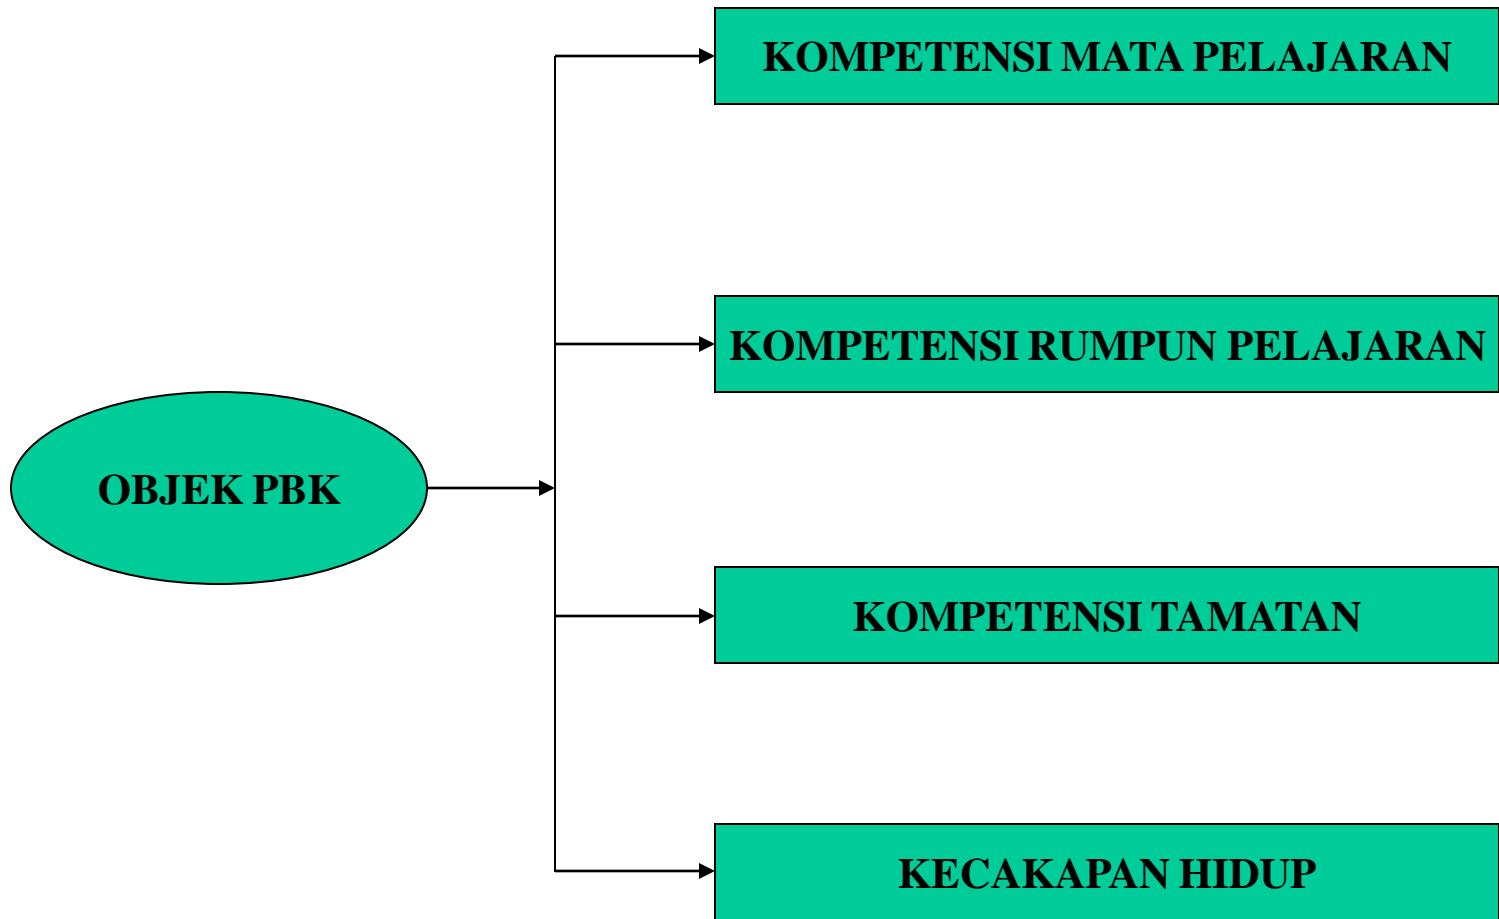 KOMPETENSI MATA PELAJARAN
KOMPETENSI RUMPUN PELAJARAN
OBJEK PBK
KOMPETENSI TAMATAN
KECAKAPAN HIDUP